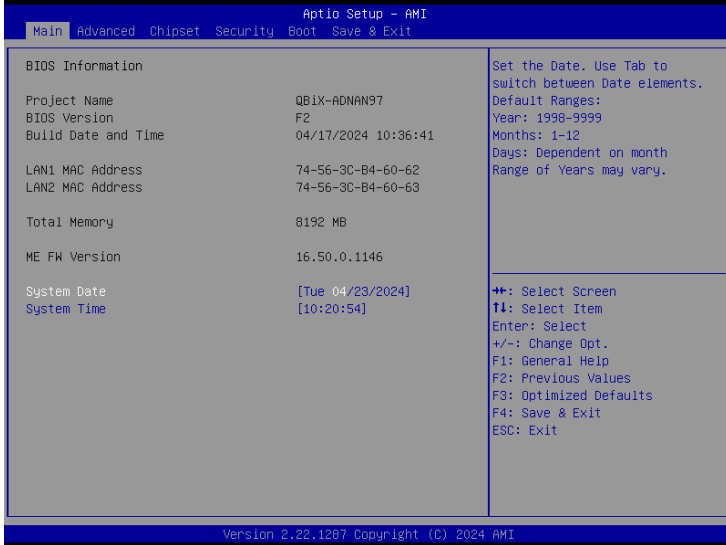 Aptio Setup - AMI
Main Advanced Chipset Security Boot Save & Exit
BIOS Information
Project Name QBiX-ADNAN97
BIOS Version F2
Build Date and Time 04/17/2024 10:36:41
LAN1 MAC Address 74-56-3C-B4-60-62
LAN2 MAC Address 74-56-3C-B4-60-63
Total Memory 8192 MB
ME FW Version 16.50.0.1146
System Date [Tue 04/23/2024]
System Time [10:20:54]
Set the Date. Use Tab to
switch between Date elements.
Default Ranges:
Year: 1998-9999
Months: 1-12
Days: Dependent on month
Range of Years may vary.
→←: Select Screen
↑↓: Select Item
Enter: Select
+/-: Change Opt.
F1: General Help
F2: Previous Values
F3: Optimized Defaults
F4: Save & Exit
ESC: Exit
Version 2.22.1287 Copyright (C) 2024 AMI